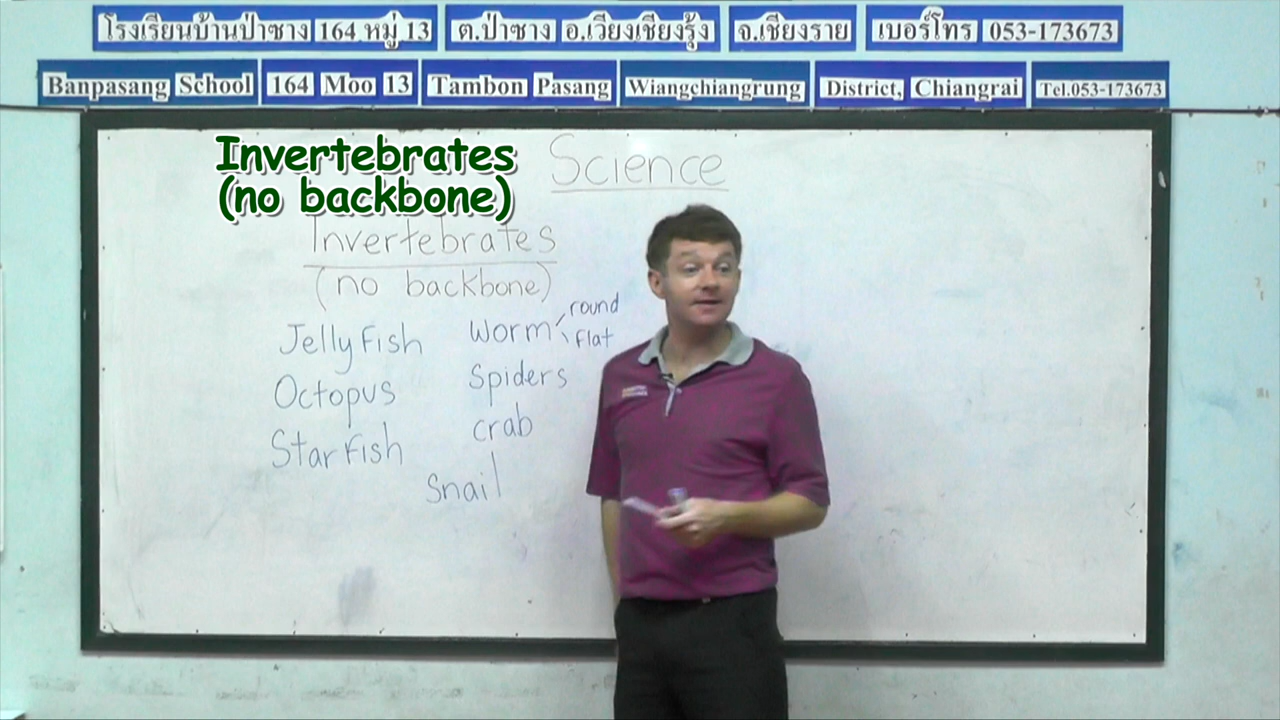 โรงเรียนบ้านป่าซาง 164 หมู่ 13 ต.ป่าซาง อ.เวียงเชียงรุ้ง จ.เชียงราย เบอร์โทร 053-173673
Banpasang School 164 Moo 13 Tambon Pasang Wiangchiangrung District, Chiangrai Tel.053-173673
Invertebrates
(no backbone)
Science
Invertebrates
(no backbone)
Jelly Fish
Octopus
Star Fish
Worm round
flat
Spiders
crab
Snail